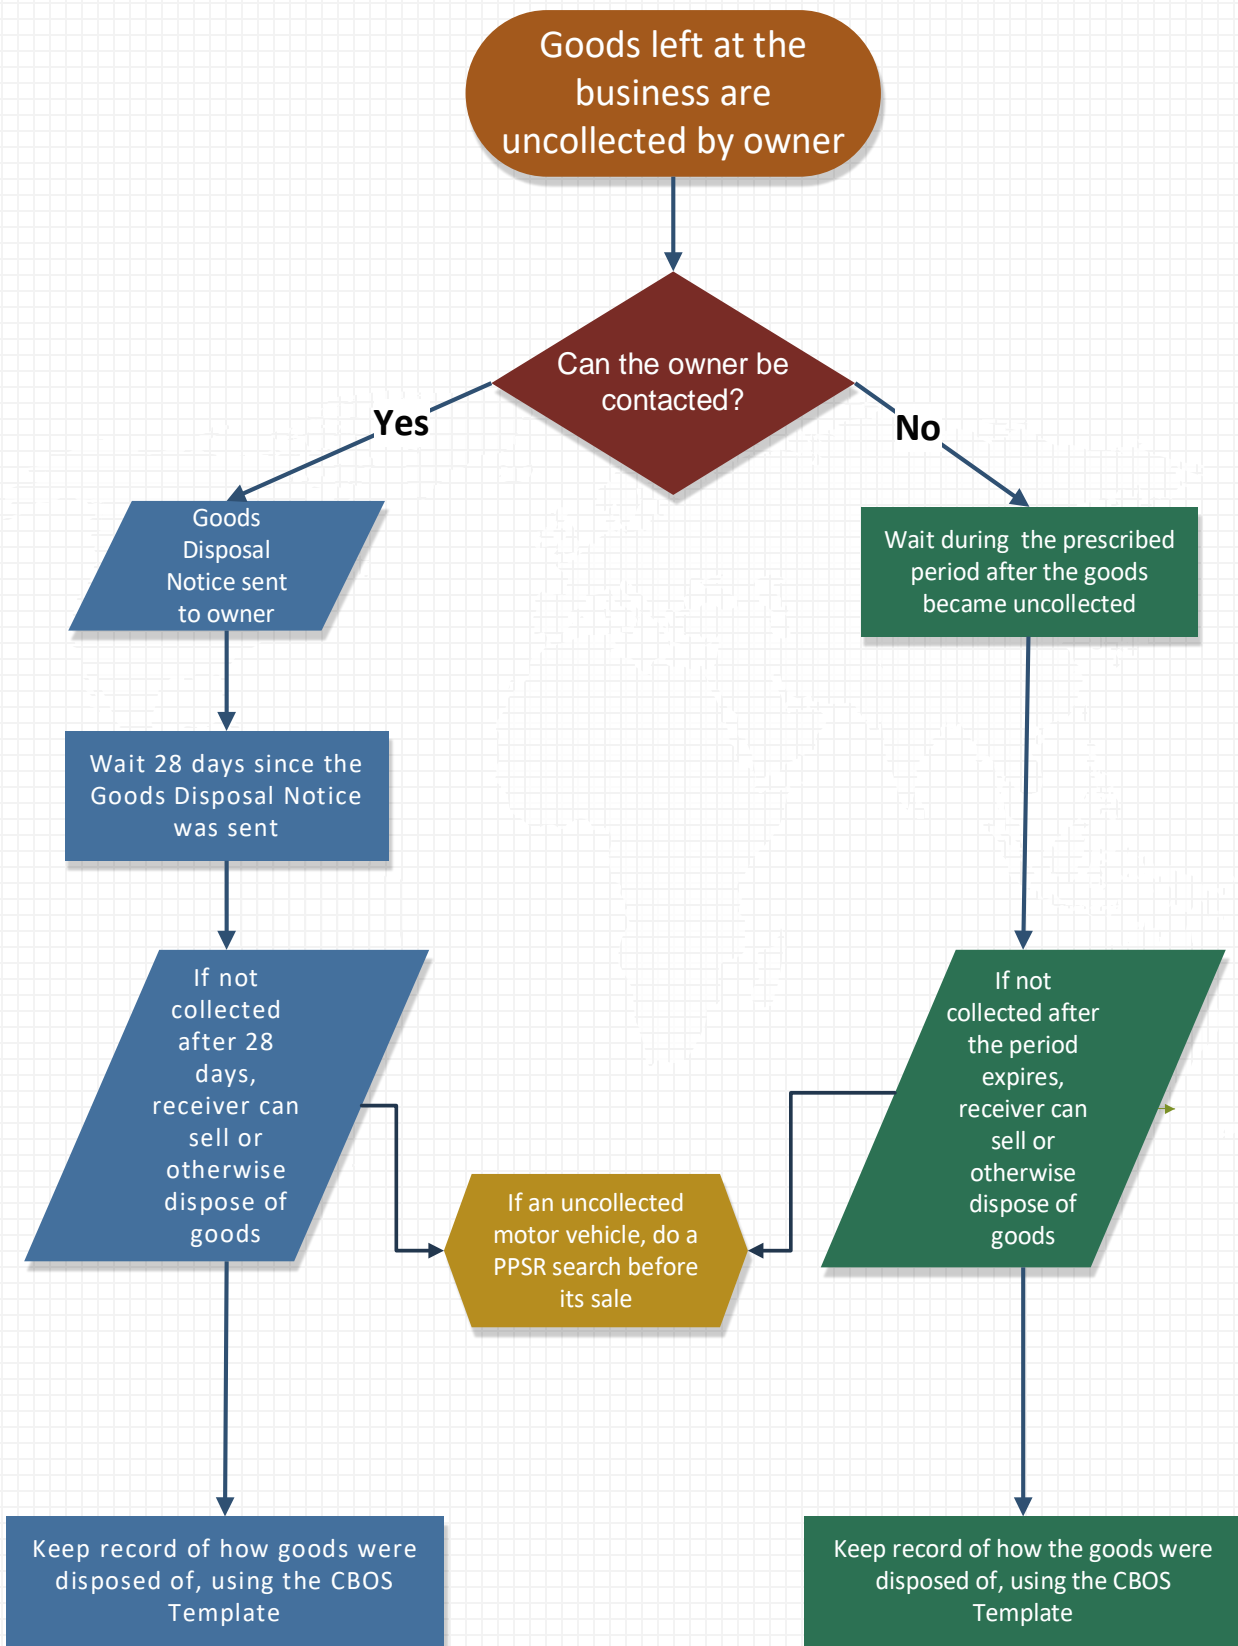 Goods left at the
business are
uncollected by owner
Can the owner be
contacted?
Yes
No
Goods
Disposal
Notice sent
to owner
Wait during the prescribed
period after the goods
became uncollected
Wait 28 days since the
Goods Disposal Notice
was sent
If not
collected
after 28
days,
receiver can
sell or
otherwise
dispose of
goods
If not
collected after
the period
expires,
receiver can
sell or
otherwise
dispose of
goods
If an uncollected
motor vehicle, do a
PPSR search before
its sale
Keep record of how goods were
disposed of, using the CBOS
Template
Keep record of how the goods were
disposed of, using the CBOS
Template